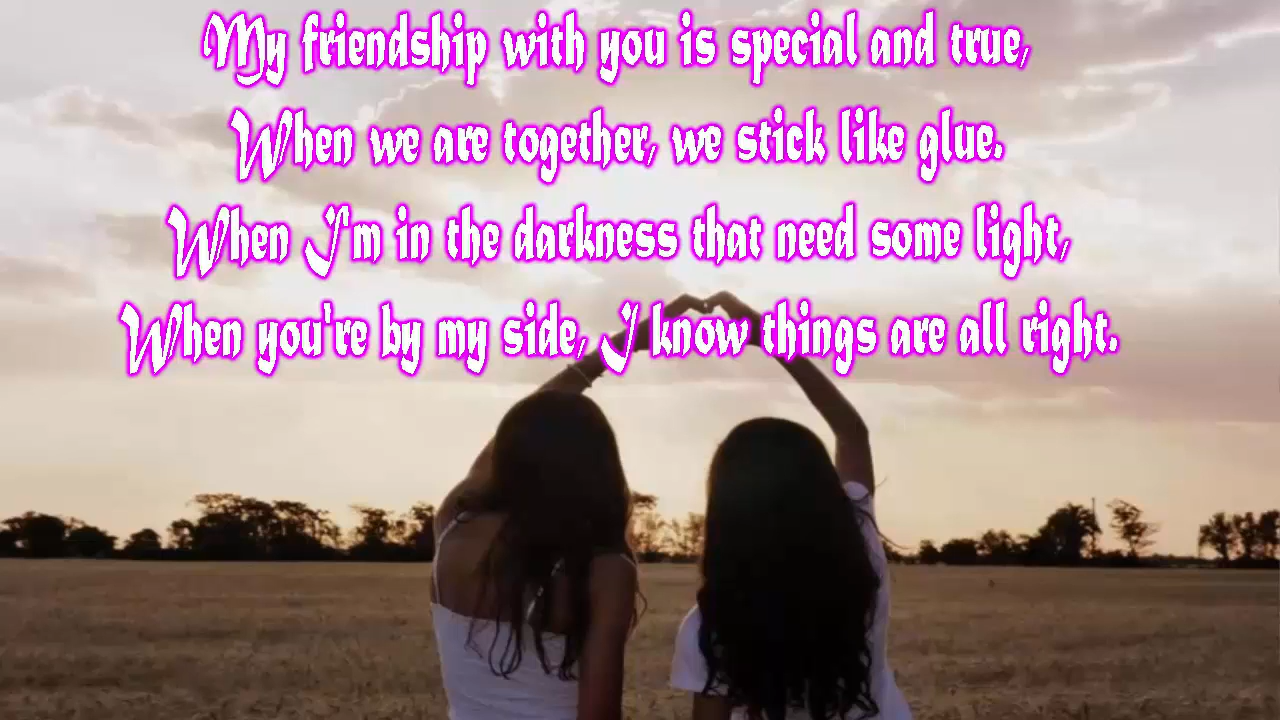 My friendship with you is special and true,
When we are together, we stick like glue.
When I'm in the darkness that need some light,
When you're by my side, I know things are all right.